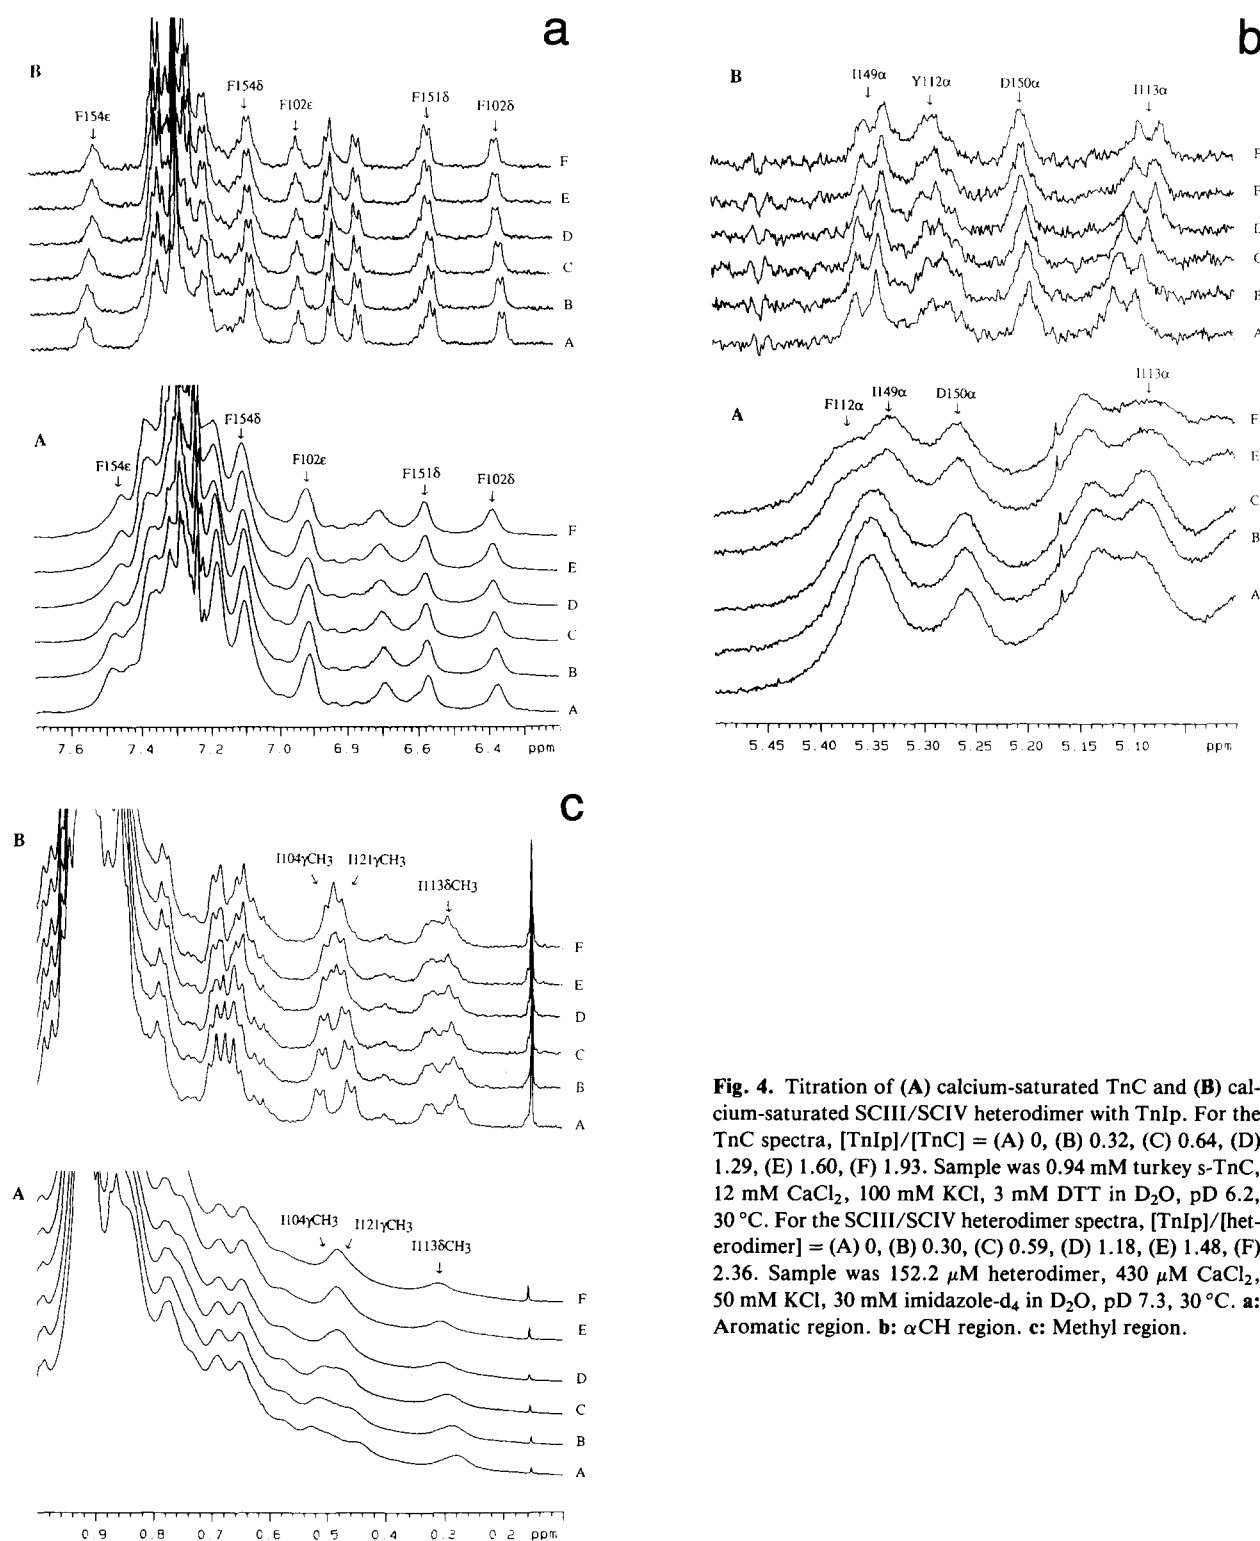 a
B
F154ε
F154δ
F102ε
F151δ
F102δ
F
E
D
C
B
A
A
F154ε
F154δ
F102ε
F151δ
F102δ
F
E
D
C
B
A
7.6 7.4 7.2 7.0 6.9 6.6 6.4 ppm
b
B
I149α
Y112α
D150α
I113α
A
F112α
I149α
D150α
I113α
F
E
C
B
A
5.45 5.40 5.35 5.30 5.25 5.20 5.15 5.10 ppm
c
B
I104γCH3 I121γCH3
I113δCH3
F
E
D
C
B
A
A
I104γCH3 I121γCH3
I113δCH3
F
E
D
C
B
A
0.9 0.8 0.7 0.6 0.5 0.4 0.2 ppm
Fig. 4. Titration of (A) calcium-saturated TnC and (B) cal-
cium-saturated SCIII/SCIV heterodimer with TnIp. For the
TnC spectra, [TnIp]/[TnC] = (A) 0, (B) 0.32, (C) 0.64, (D)
1.29, (E) 1.60, (F) 1.93. Sample was 0.94 mM turkey s-TnC,
12 mM CaCl₂, 100 mM KCl, 3 mM DTT in D₂O, pD 6.2,
30 °C. For the SCIII/SCIV heterodimer spectra, [TnIp]/[het-
erodimer] = (A) 0, (B) 0.30, (C) 0.59, (D) 1.18, (E) 1.48, (F)
2.36. Sample was 152.2 μM heterodimer, 430 μM CaCl₂,
50 mM KCl, 30 mM imidazole-d₄ in D₂O, pD 7.3, 30 °C. a:
Aromatic region. b: αCH region. c: Methyl region.